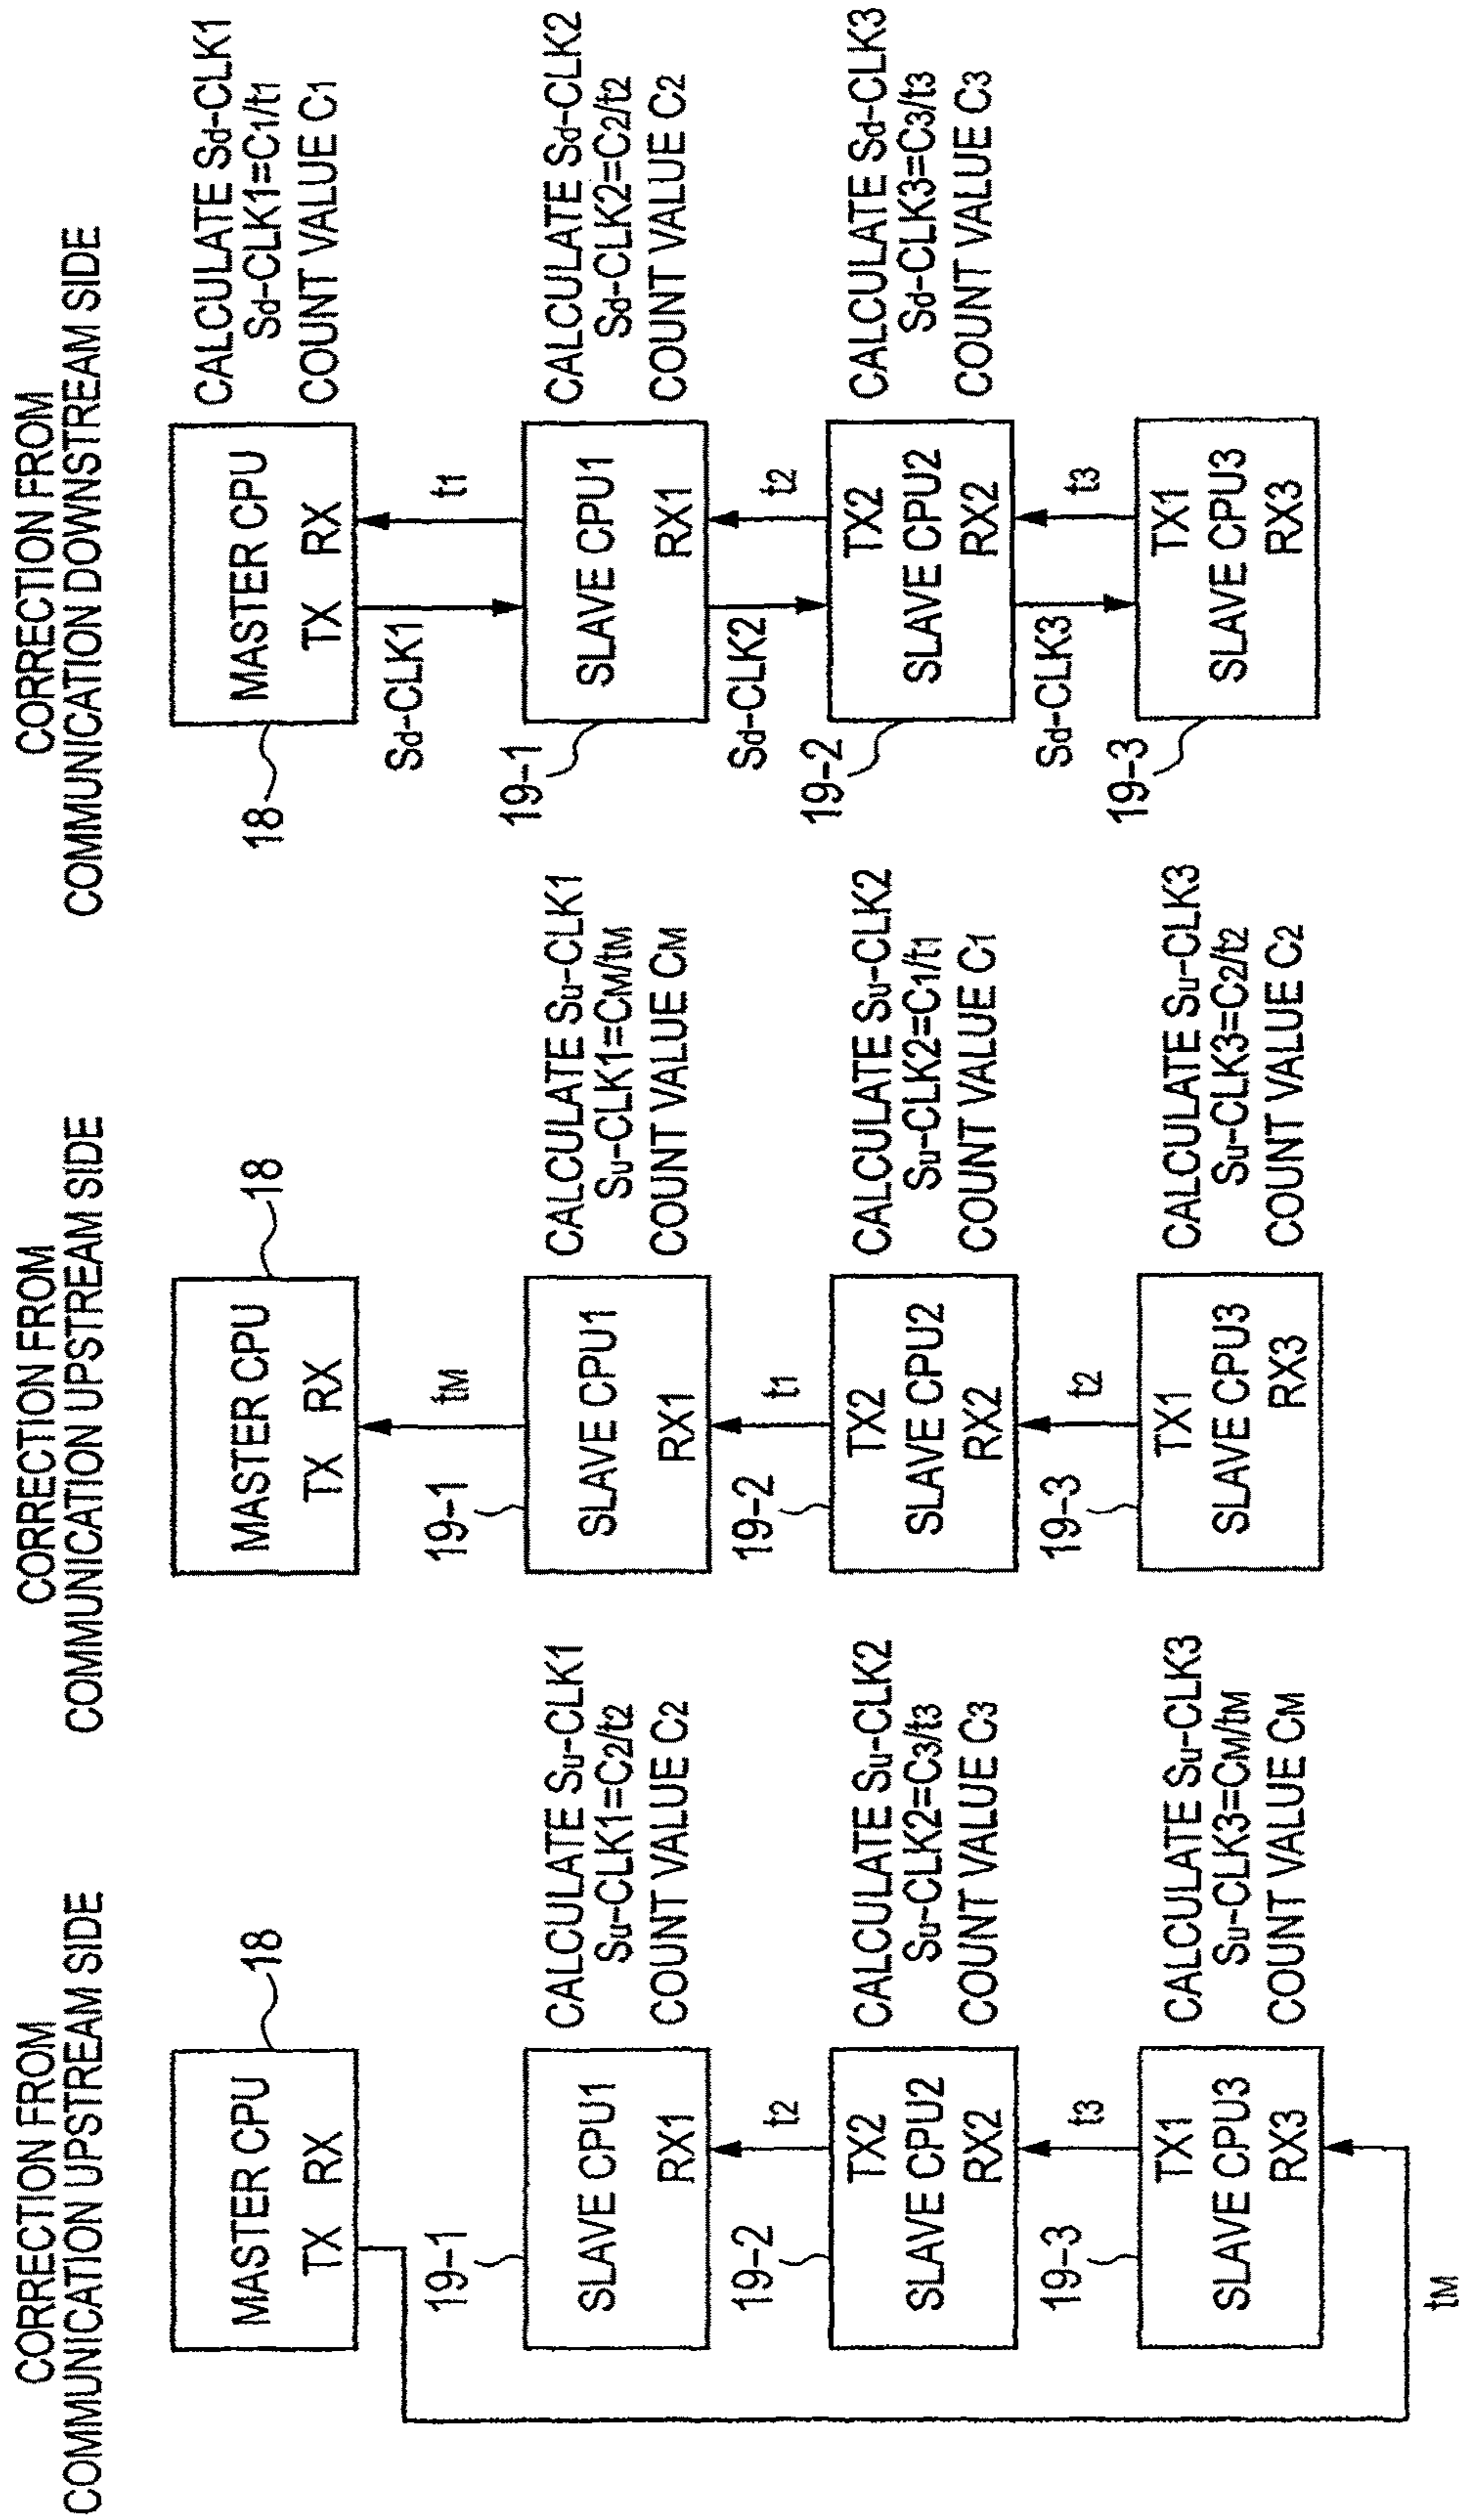 CORRECTION FROM
COMMUNICATION UPSTREAM SIDE
MASTER CPU
TX RX
18
19-1
SLAVE CPU1
RX1
CALCULATE Su-CLK1
Su-CLK1=C2/t2
COUNT VALUE C2
t2
19-2
TX2
SLAVE CPU2
RX2
CALCULATE Su-CLK2
Su-CLK2=C3/t3
COUNT VALUE C3
t3
19-3
TX1
SLAVE CPU3
RX3
CALCULATE Su-CLK3
Su-CLK3=CM/tM
COUNT VALUE CM
tM
CORRECTION FROM
COMMUNICATION UPSTREAM SIDE
MASTER CPU
TX RX
18
tM
19-1
SLAVE CPU1
RX1
CALCULATE Su-CLK1
Su-CLK1=CM/tM
COUNT VALUE CM
t1
19-2
TX2
SLAVE CPU2
RX2
CALCULATE Su-CLK2
Su-CLK2=C1/t1
COUNT VALUE C1
t2
19-3
TX1
SLAVE CPU3
RX3
CALCULATE Su-CLK3
Su-CLK3=C2/t2
COUNT VALUE C2
CORRECTION FROM
COMMUNICATION DOWNSTREAM SIDE
18
MASTER CPU
TX RX
CALCULATE Sd-CLK1
Sd-CLK1=C1/t1
COUNT VALUE C1
Sd-CLK1
t1
19-1
SLAVE CPU1
RX1
CALCULATE Sd-CLK2
Sd-CLK2=C2/t2
COUNT VALUE C2
Sd-CLK2
t2
19-2
TX2
SLAVE CPU2
RX2
CALCULATE Sd-CLK3
Sd-CLK3=C3/t3
COUNT VALUE C3
Sd-CLK3
t3
19-3
TX1
SLAVE CPU3
RX3